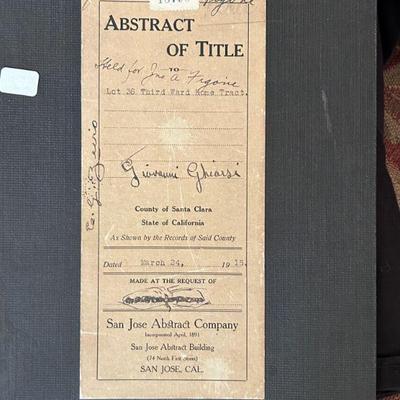 ABSTRACT
OF TITLE
TO
Held for Jno A Figone
Lot 36 Third Ward Home Tract.
Giovanni Ghiarsi
County of Santa Clara
State of California
As Shown by the Records of Said County
Dated March 24, 1915.
MADE AT THE REQUEST OF
San Jose Abstract Company
Incorporated April, 1891
San Jose Abstract Building
(74 North First Street)
SAN JOSE, CAL.